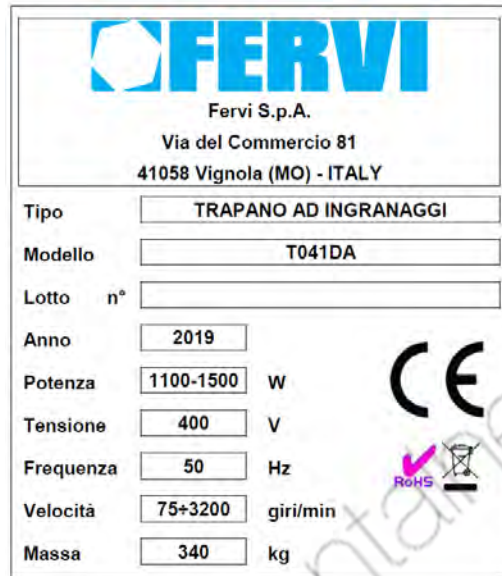 FERVI
Fervi S.p.A.
Via del Commercio 81
41058 Vignola (MO) - ITALY
Tipo TRAPANO AD INGRANAGGI
Modello T041DA
Lotto n°
Anno 2019
Potenza 1100-1500 W
Tensione 400 V
Frequenza 50 Hz
Velocità 75÷3200 giri/min
Massa 340 kg
CE
RoHS